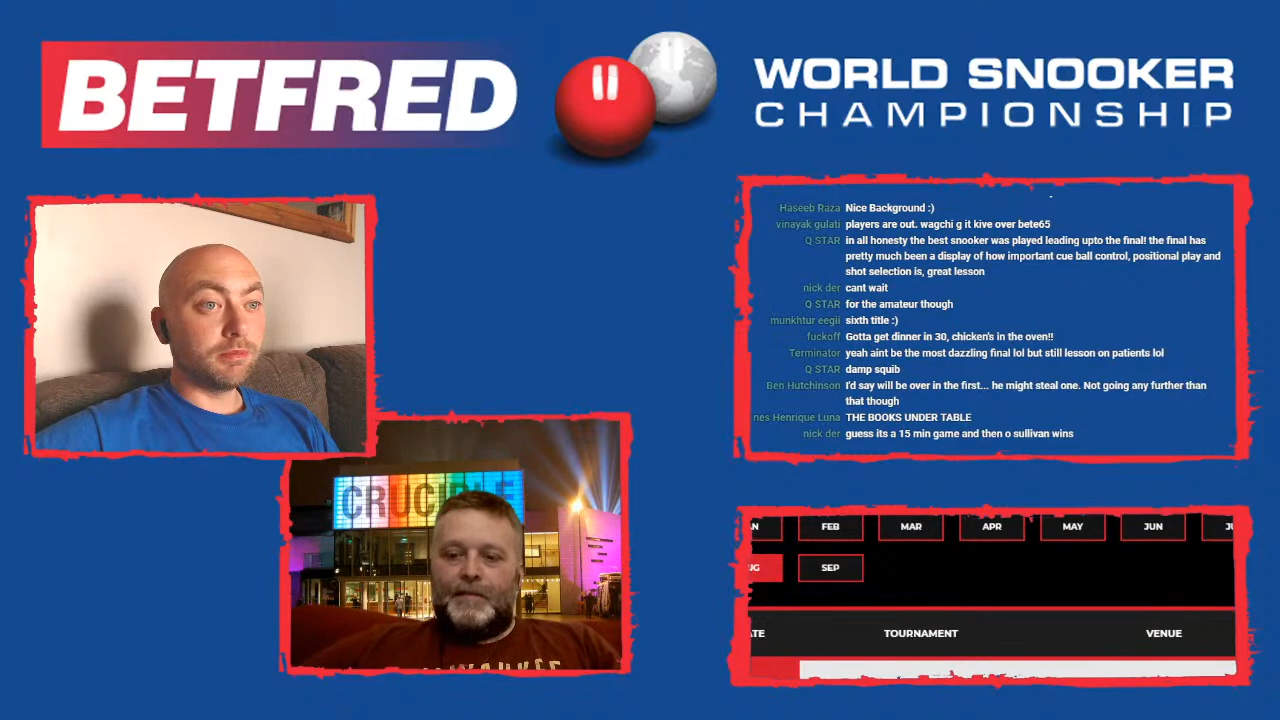 BETFRED
WORLD SNOOKER
CHAMPIONSHIP
Haseeb Raza Nice Background :)
vinayak gulati players are out. wagchi g it kive over bete65
Q STAR in all honesty the best snooker was played leading upto the final! the final has
pretty much been a display of how important cue ball control, positional play and
shot selection is, great lesson
nick der cant wait
Q STAR for the amateur though
munkhtur eegii sixth title :)
fuckoff Gotta get dinner in 30, chicken's in the oven!!
Terminator yeah aint be the most dazzling final lol but still lesson on patients lol
Q STAR damp squib
Ben Hutchinson I'd say will be over in the first... he might steal one. Not going any further than
that though
nes Henrique Luna THE BOOKS UNDER TABLE
nick der guess its a 15 min game and then o sullivan wins
CRUCIBLE
AN FEB MAR APR MAY JUN JU
UG SEP
ATE TOURNAMENT VENUE